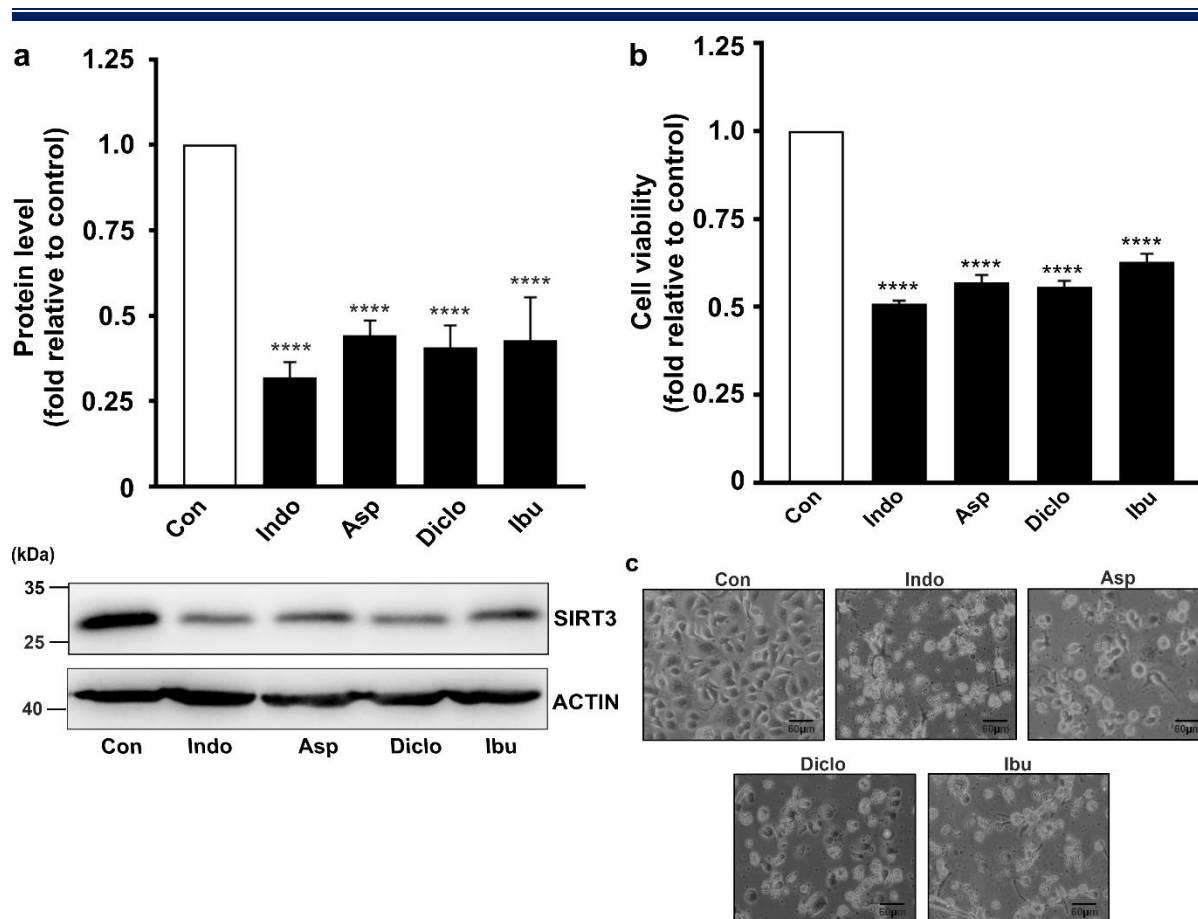 a
Protein level
(fold relative to control)
1.25
1.0
0.75
0.5
0.25
0
****
****
****
****
Con
Indo
Asp
Diclo
Ibu
(kDa)
35
25
SIRT3
40
ACTIN
Con Indo Asp Diclo Ibu
b
Cell viability
(fold relative to control)
1.25
1.0
0.75
0.5
0.25
0
****
****
****
****
Con
Indo
Asp
Diclo
Ibu
c
Con
60µm
Indo
60µm
Asp
60µm
Diclo
60µm
Ibu
60µm